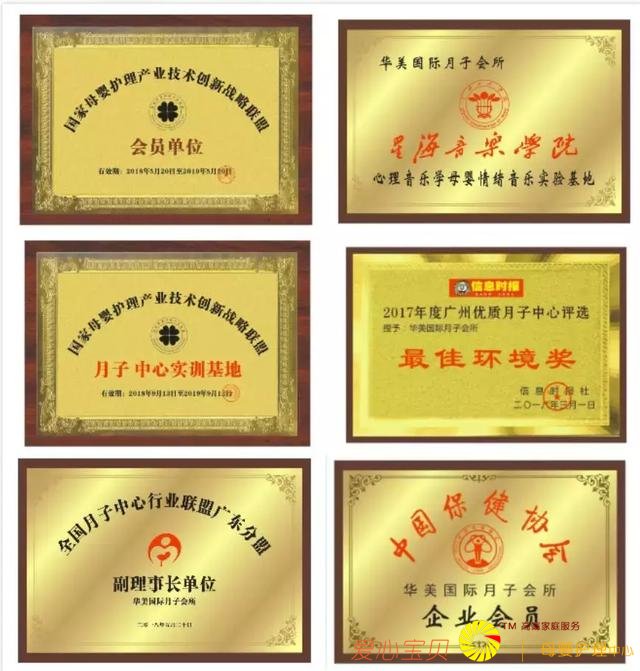 国家母婴护理产业技术创新战略联盟
会员单位
有效期：2018年5月20日至2019年5月20日
华美国际月子会所
星海音乐学院
心理音乐学母婴情绪音乐实验基地
国家母婴护理产业技术创新战略联盟
月子中心实训基地
有效期：2018年9月13日至2019年9月12日
信息时报
2017年度广州优质月子中心评选
授予：华美国际月子会所
最佳环境奖
信息时报社
二〇一八年三月一日
全国月子中心行业联盟广东分盟
副理事长单位
华美国际月子会所
二〇一八年五月二十日
中国保健协会
华美国际月子会所
企业会员
爱心宝贝
TM 高嘉家庭服务
母婴护理中心